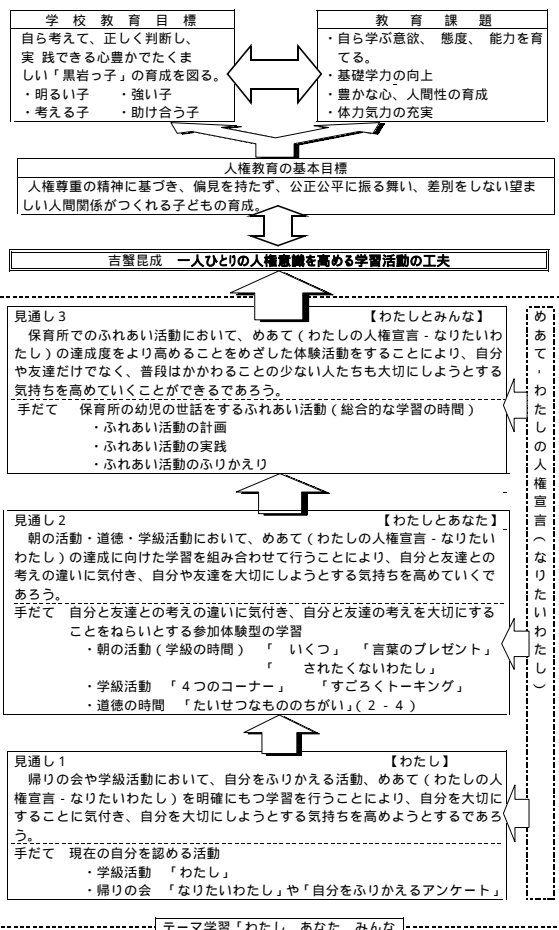 学 校 教 育 目 標
自ら考えて、正しく判断し、
実 践できる心豊かでたくま
しい「黒岩っ子」の育成を図る。
・明るい子　　・強い子
・考える子　　・助け合う子
教　育　課　題
・自ら学ぶ意欲、 態度、 能力を育
てる。
・基礎学力の向上
・豊かな心、人間性の育成
・体力気力の充実
人権教育の基本目標
人権尊重の精神に基づき、偏見を持たず、公正公平に振る舞い、差別をしない望ま
しい人間関係がつくれる子どもの育成。
吉蟹昆成　一人ひとりの人権意識を高める学習活動の工夫
見通し３　【わたしとみんな】
保育所でのふれあい活動において、めあて（わたしの人権宣言‐なりたいわ
たし）の達成度をより高めることをめざした体験活動をすることにより、自分
や友達だけでなく、普段はかかわることの少ない人たちも大切にしようとする
気持ちを高めていくことができるであろう。
手だて　保育所の幼児の世話をするふれあい活動（総合的な学習の時間）
・ふれあい活動の計画
・ふれあい活動の実践
・ふれあい活動のふりかえり
見通し２　【わたしとあなた】
朝の活動・道徳・学級活動において、めあて（わたしの人権宣言‐なりたい
わたし）の達成に向けた学習を組み合わせて行うことにより、自分と友達との
考えの違いに気付き、自分や友達を大切にしようとする気持ちを高めていくで
あろう。
手だて　自分と友達との考えの違いに気付き、自分と友達の考えを大切にする
ことをねらいとする参加体験型の学習
・朝の活動（学級の時間）　「　いくつ」　「言葉のプレゼント」
「　　されたくないわたし」
・学級活動　「４つのコーナー」　　「すごろくトーキング」
・道徳の時間　「たいせつなもののちがい」（２‐４）
見通し１　【わたし】
帰りの会や学級活動において、自分をふりかえる活動、めあて（わたしの人
権宣言‐なりたいわたし）を明確にもつ学習を行うことにより、自分を大切に
することに気付き、自分を大切にしようとする気持ちを高めようとするであろ
う。
手だて　現在の自分を認める活動
・学級活動　「わたし」
・帰りの会　「なりたいわたし」や「自分をふりかえるアンケート」
めあて‐わたしの人権宣言（なりたいわたし）
テーマ学習「わたし　あなた　みんな